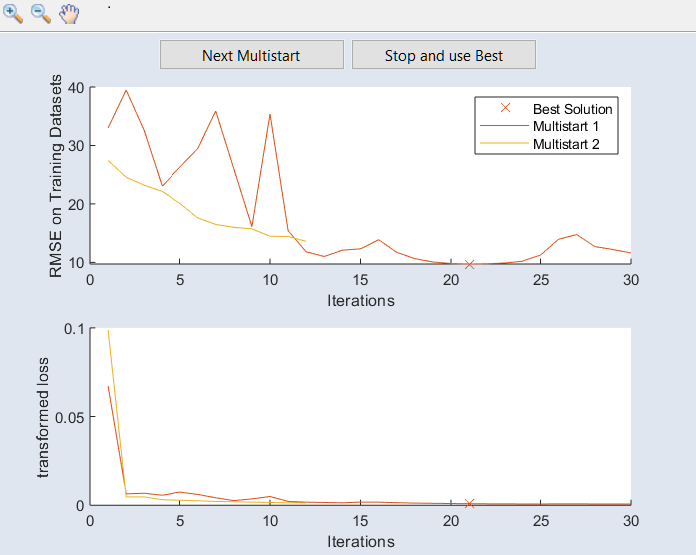 Next Multistart Stop and use Best
RMSE on Training Datasets
40
30
20
10
Best Solution
Multistart 1
Multistart 2
0 5 10 15 20 25 30
Iterations
transformed loss
0.1
0.05
0
0 5 10 15 20 25 30
Iterations